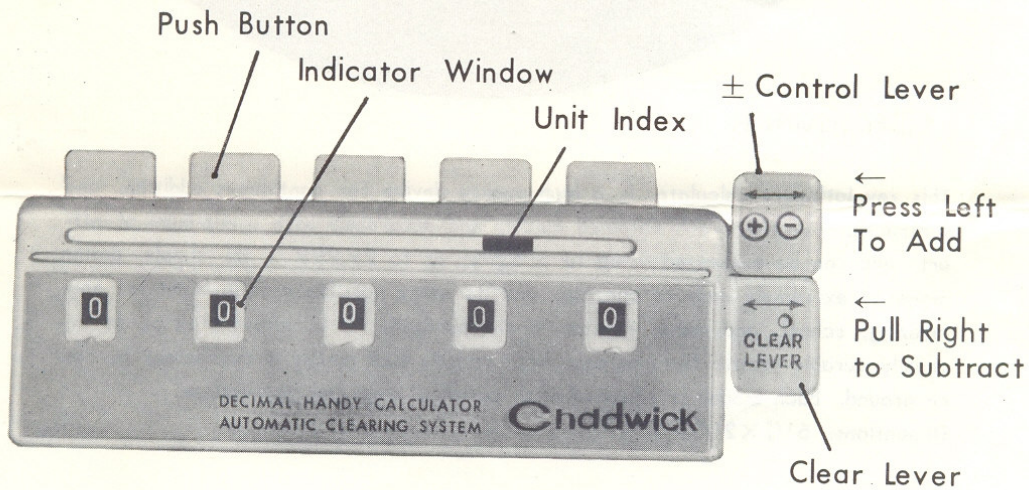 Push Button
Indicator Window
Unit Index
± Control Lever
←
Press Left
To Add
+ −
0 0 0 0 0
←
Pull Right
to Subtract
CLEAR
LEVER
DECIMAL HANDY CALCULATOR
AUTOMATIC CLEARING SYSTEM
Chadwick
Clear Lever